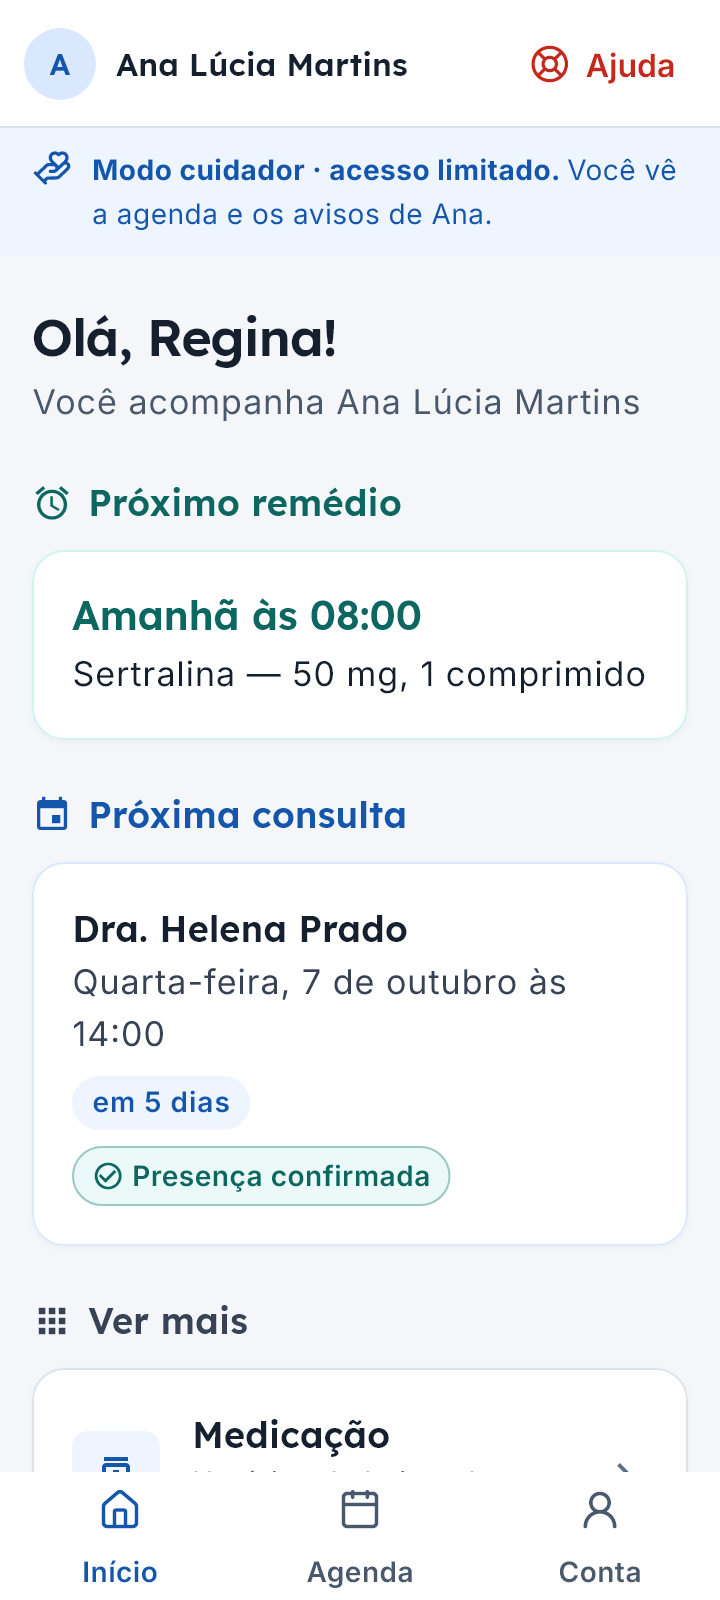 A
Ana Lúcia Martins
Ajuda
Modo cuidador · acesso limitado. Você vê
a agenda e os avisos de Ana.
Olá, Regina!
Você acompanha Ana Lúcia Martins
Próximo remédio
Amanhã às 08:00
Sertralina — 50 mg, 1 comprimido
Próxima consulta
Dra. Helena Prado
Quarta-feira, 7 de outubro às
14:00
em 5 dias
Presença confirmada
Ver mais
Medicação
Início
Agenda
Conta